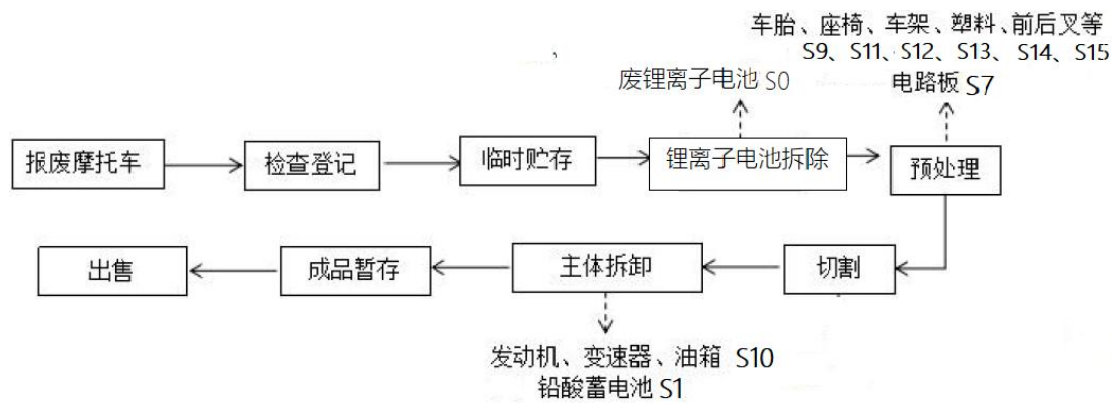 车胎、座椅、车架、塑料、前后叉等
S9、S11、S12、S13、S14、S15
废锂离子电池 S0
电路板 S7
报废摩托车
检查登记
临时贮存
锂离子电池拆除
预处理
出售
成品暂存
主体拆卸
切割
发动机、变速器、油箱 S10
铅酸蓄电池 S1